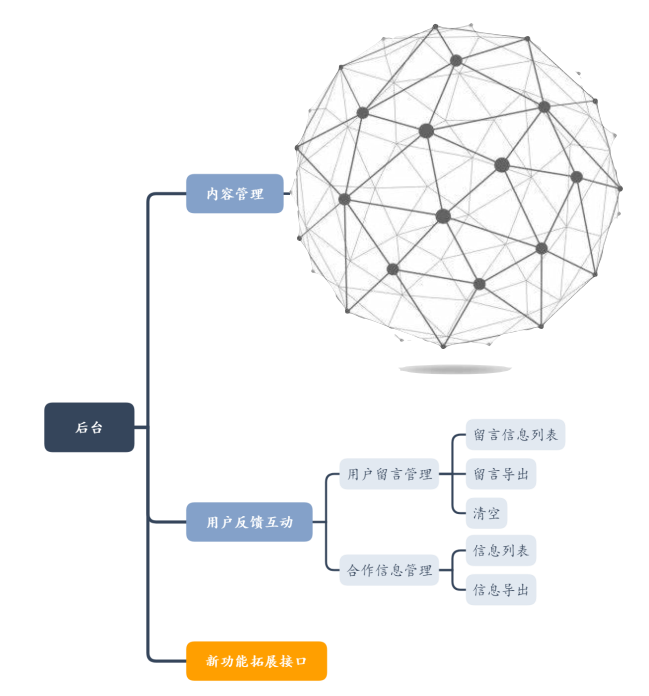 内容管理
后台
留言信息列表
用户留言管理
留言导出
清空
用户反馈互动
信息列表
合作信息管理
信息导出
新功能拓展接口